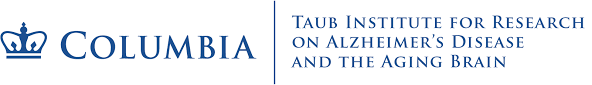 COLUMBIA
TAUB INSTITUTE FOR RESEARCH
ON ALZHEIMER'S DISEASE
AND THE AGING BRAIN